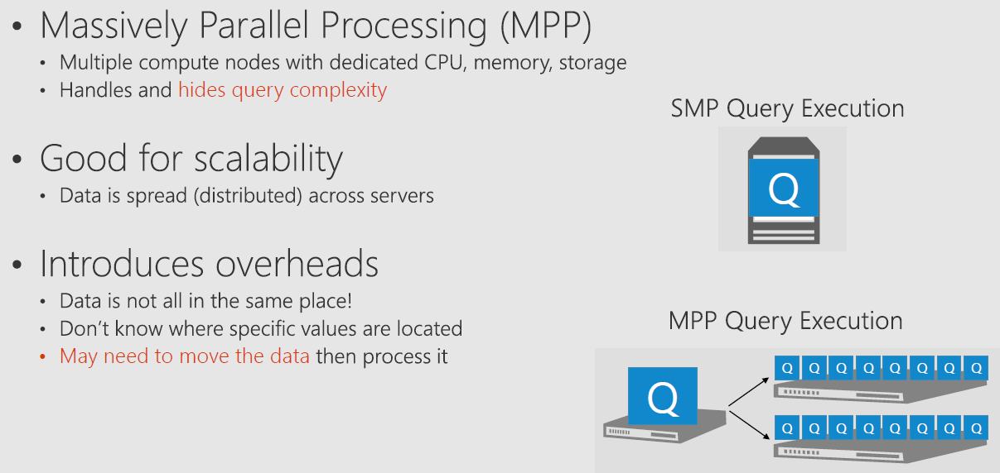 • Massively Parallel Processing (MPP)
• Multiple compute nodes with dedicated CPU, memory, storage
• Handles and hides query complexity
• Good for scalability
• Data is spread (distributed) across servers
• Introduces overheads
• Data is not all in the same place!
• Don’t know where specific values are located
• May need to move the data then process it
SMP Query Execution
Q
MPP Query Execution
Q
Q Q Q Q Q Q Q Q
Q Q Q Q Q Q Q Q